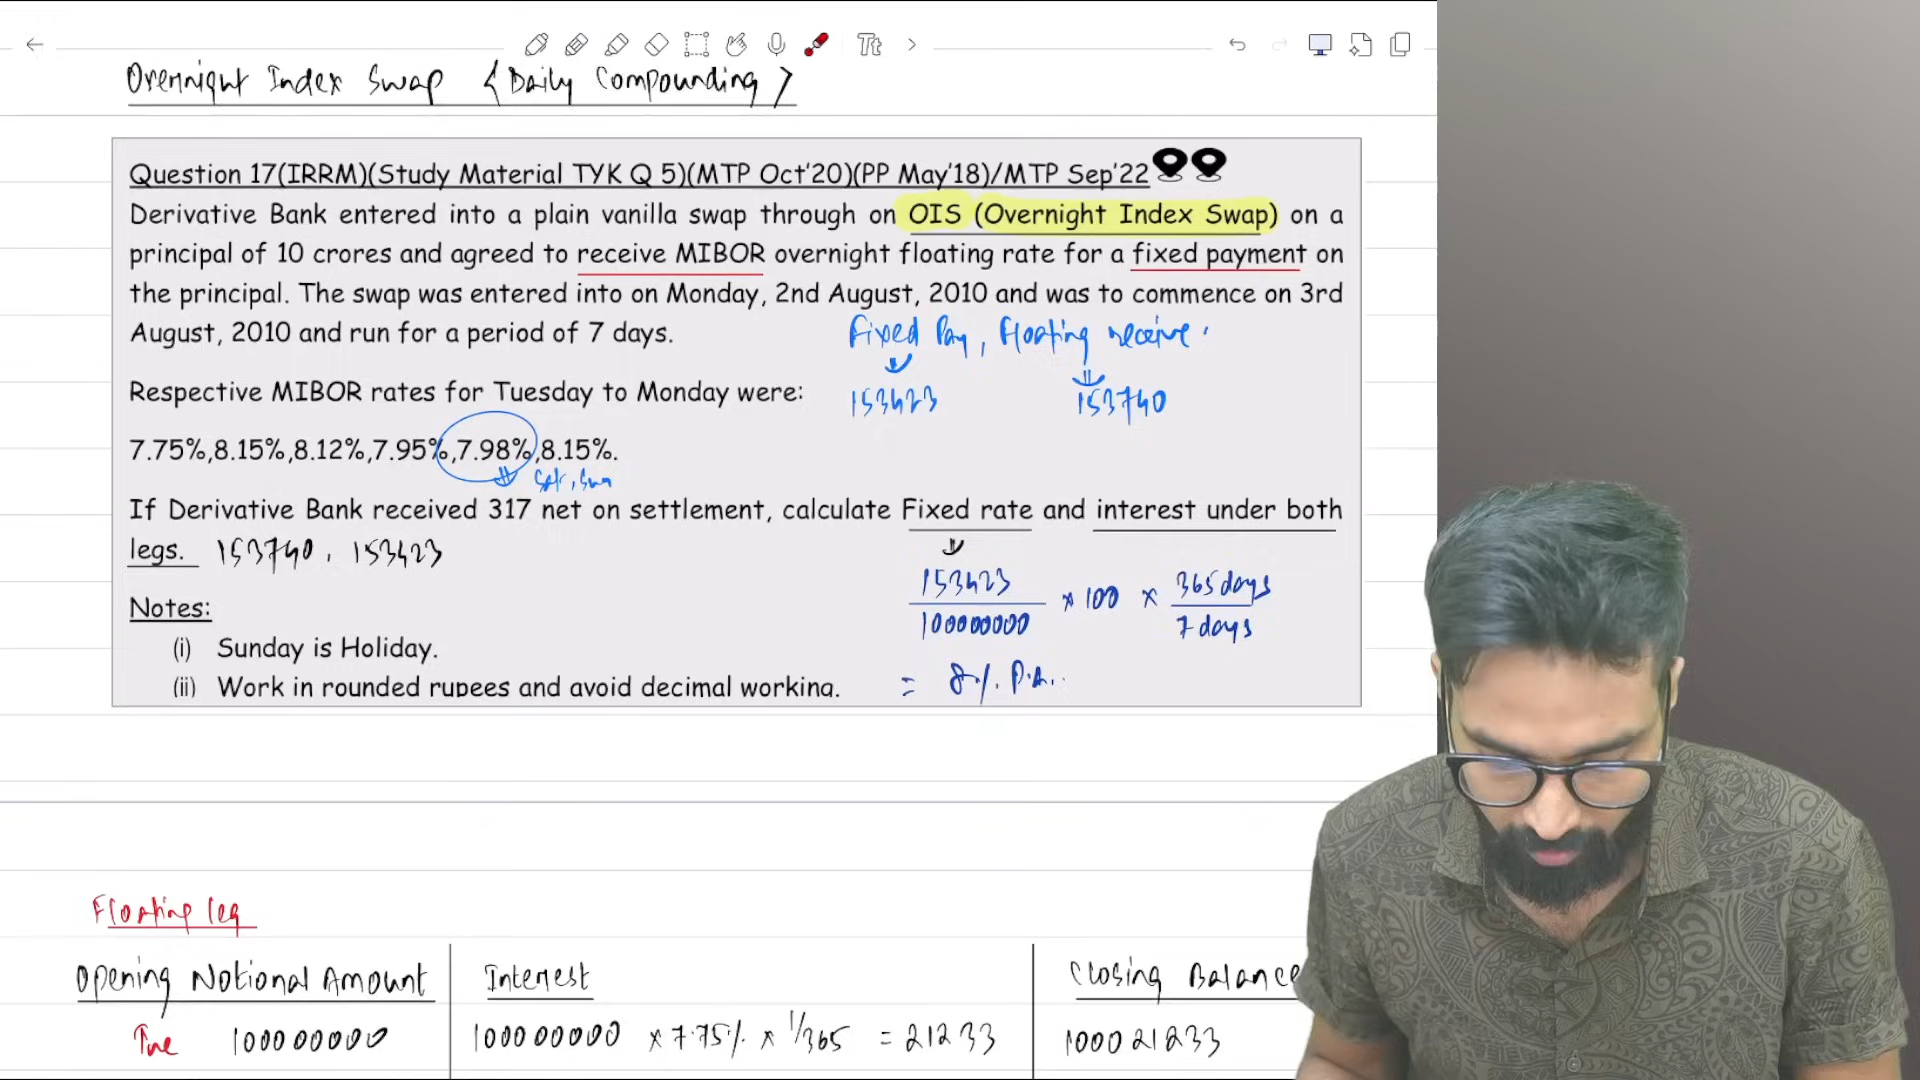 Overnight Index Swap <Daily Compounding>
Question 17(IRRM)(Study Material TYK Q 5)(MTP Oct'20)(PP May'18)/MTP Sep'22
Derivative Bank entered into a plain vanilla swap through on OIS (Overnight Index Swap) on a
principal of 10 crores and agreed to receive MIBOR overnight floating rate for a fixed payment on
the principal. The swap was entered into on Monday, 2nd August, 2010 and was to commence on 3rd
August, 2010 and run for a period of 7 days.
Fixed Pay, Floating receive.
Respective MIBOR rates for Tuesday to Monday were:
153423 153740
7.75%,8.15%,8.12%,7.95%,7.98%,8.15%.
Sat, Sun
If Derivative Bank received 317 net on settlement, calculate Fixed rate and interest under both
legs. 153740, 153423
153423 / 100000000 * 100 * 365 days / 7 days
Notes:
(i) Sunday is Holiday.
(ii) Work in rounded rupees and avoid decimal working.
= 8% P.A..
Floating leg
Opening Notional Amount Interest Closing Balance
Tue 100000000 100000000 * 7.75% * 1/365 = 21233 100021233
Tt